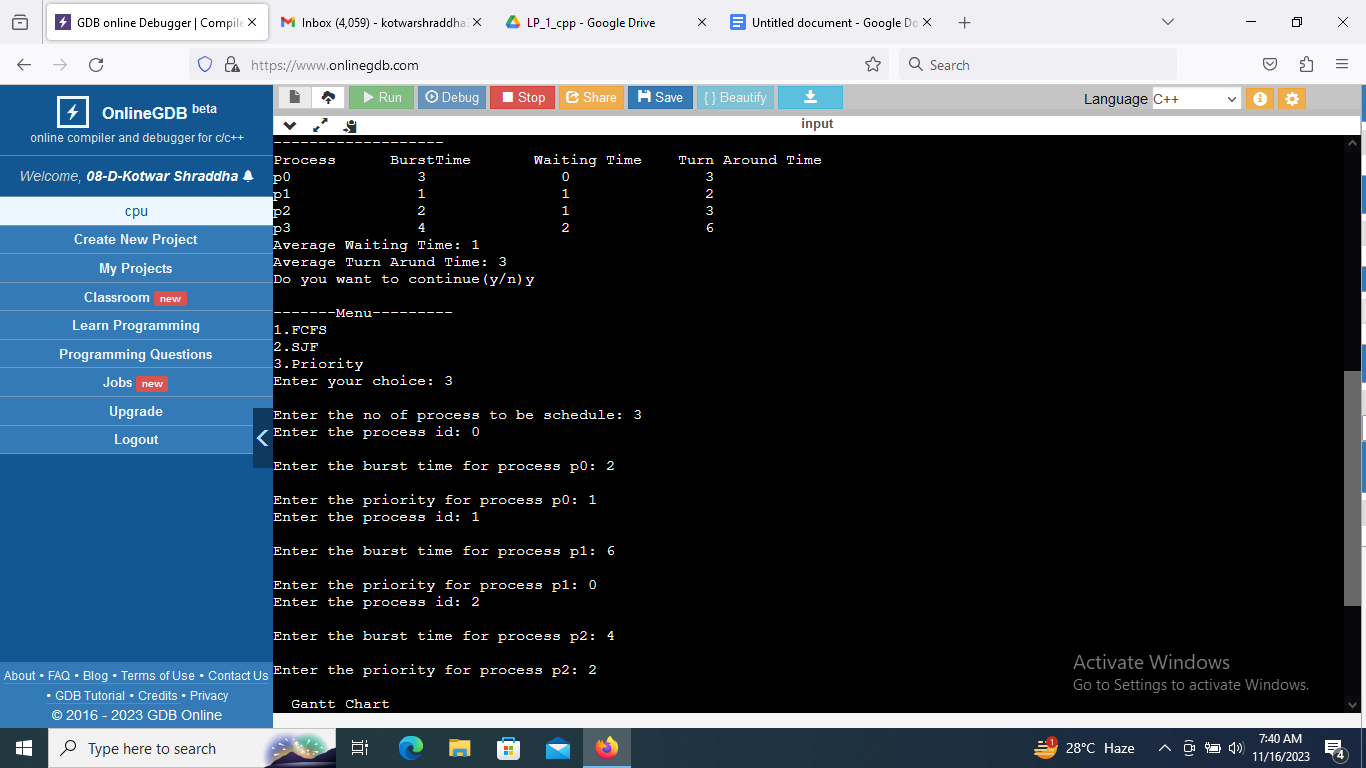 GDB online Debugger | Compile
Inbox (4,059) - kotwarshraddha
LP_1_cpp - Google Drive
Untitled document - Google Do
https://www.onlinegdb.com
Search
OnlineGDB beta
online compiler and debugger for c/c++
Welcome, 08-D-Kotwar Shraddha
cpu
Create New Project
My Projects
Classroom new
Learn Programming
Programming Questions
Jobs new
Upgrade
Logout
About • FAQ • Blog • Terms of Use • Contact Us
• GDB Tutorial • Credits • Privacy
© 2016 - 2023 GDB Online
Run Debug Stop Share Save { } Beautify
Language C++
input
-------------------
Process BurstTime Waiting Time Turn Around Time
p0 3 0 3
p1 1 1 2
p2 2 1 3
p3 4 2 6
Average Waiting Time: 1
Average Turn Arund Time: 3
Do you want to continue(y/n)y
-------Menu---------
1.FCFS
2.SJF
3.Priority
Enter your choice: 3
Enter the no of process to be schedule: 3
Enter the process id: 0
Enter the burst time for process p0: 2
Enter the priority for process p0: 1
Enter the process id: 1
Enter the burst time for process p1: 6
Enter the priority for process p1: 0
Enter the process id: 2
Enter the burst time for process p2: 4
Enter the priority for process p2: 2
Gantt Chart
Activate Windows
Go to Settings to activate Windows.
Type here to search
1
28°C Haze
7:40 AM
11/16/2023
4